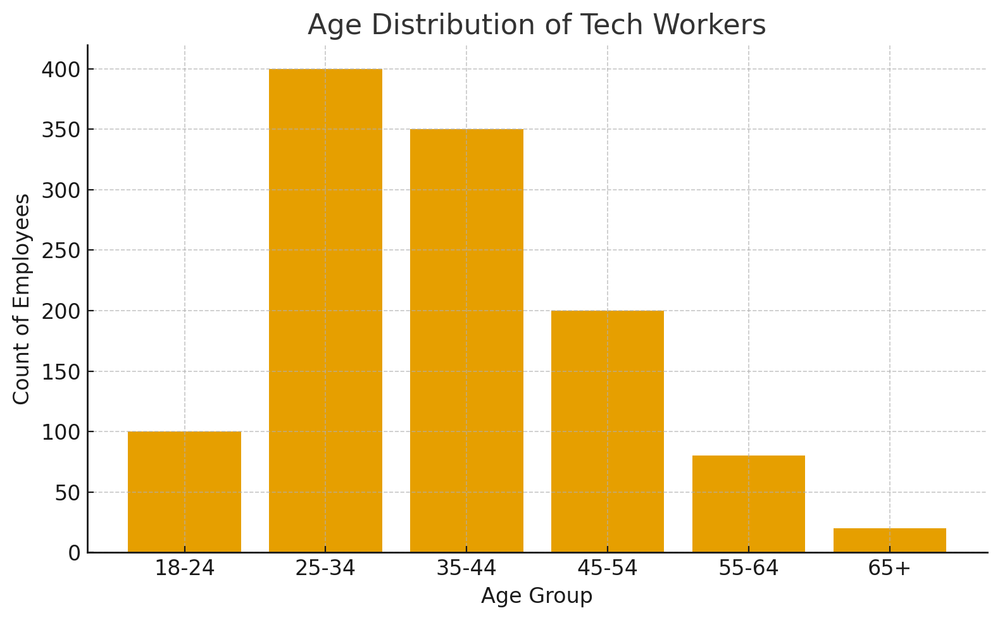 Age Distribution of Tech Workers
Count of Employees
400
350
300
250
200
150
100
50
0
18-24 25-34 35-44 45-54 55-64 65+
Age Group